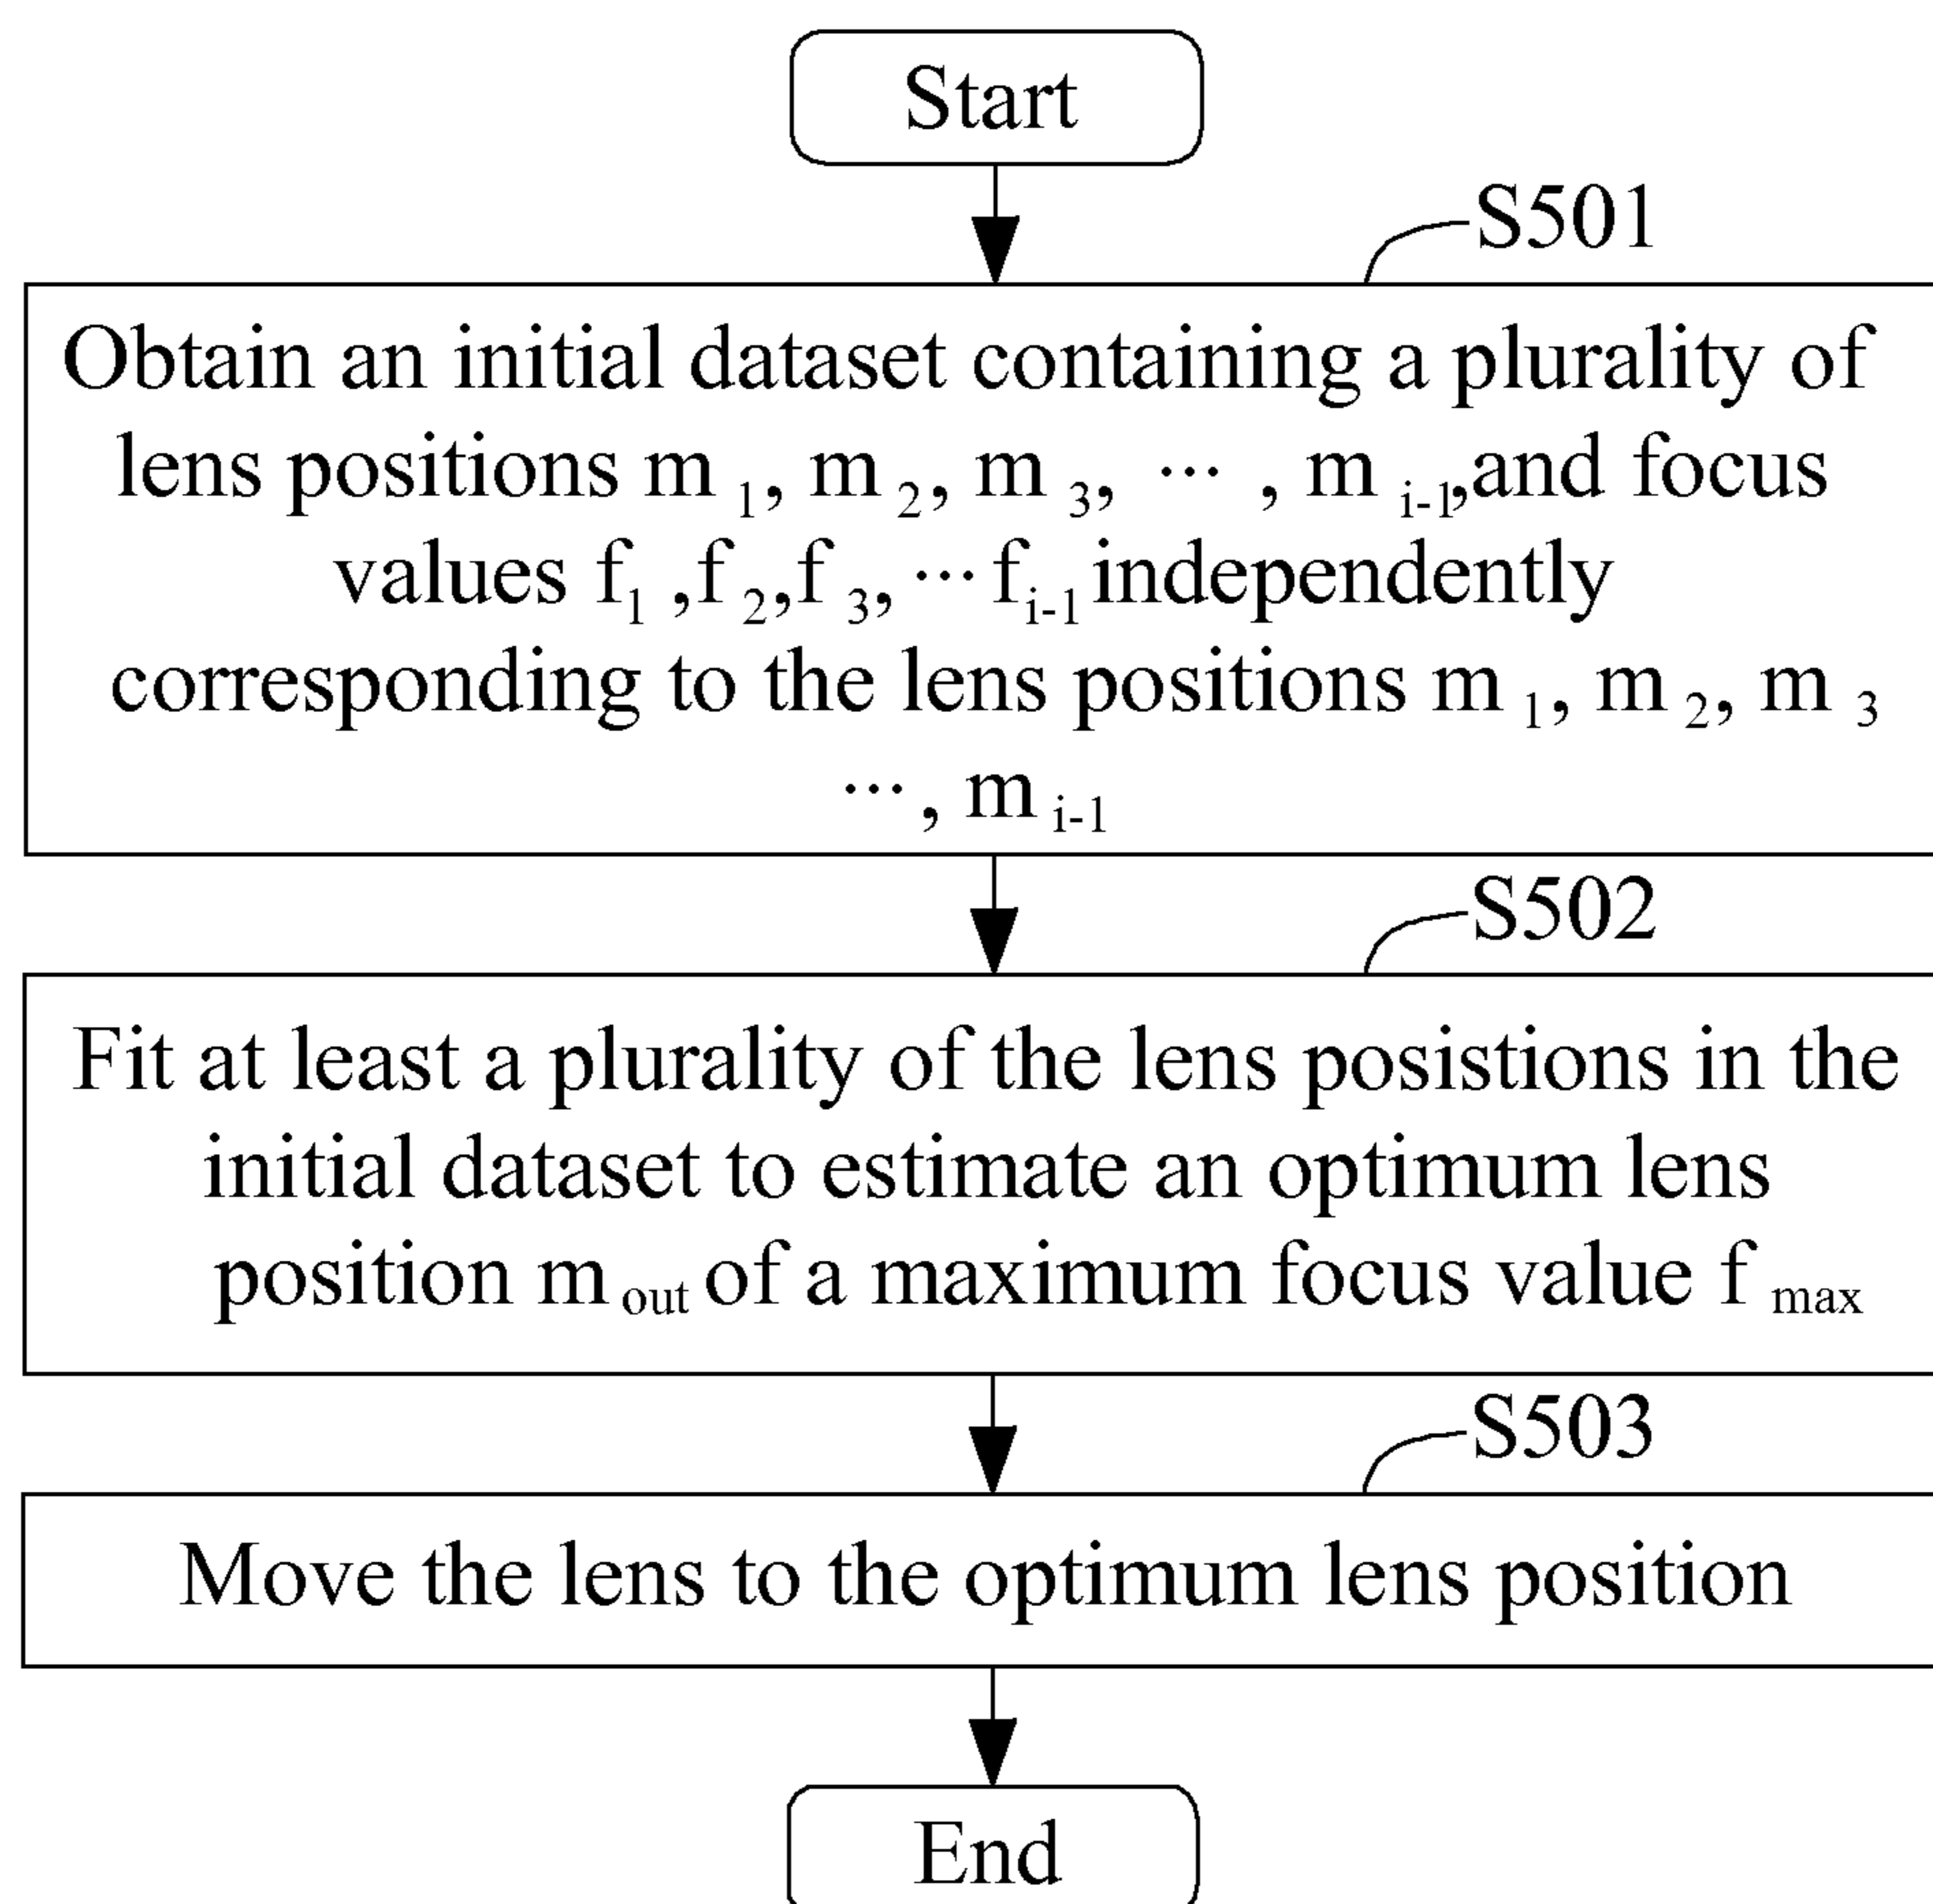 Start
S501
Obtain an initial dataset containing a plurality of
lens positions m 1, m 2, m 3, ··· , m i-1,and focus
values f1 ,f 2,f 3, ···fi-1 independently
corresponding to the lens positions m 1, m 2, m 3
··· , m i-1
S502
Fit at least a plurality of the lens posistions in the
initial dataset to estimate an optimum lens
position m out of a maximum focus value f max
S503
Move the lens to the optimum lens position
End